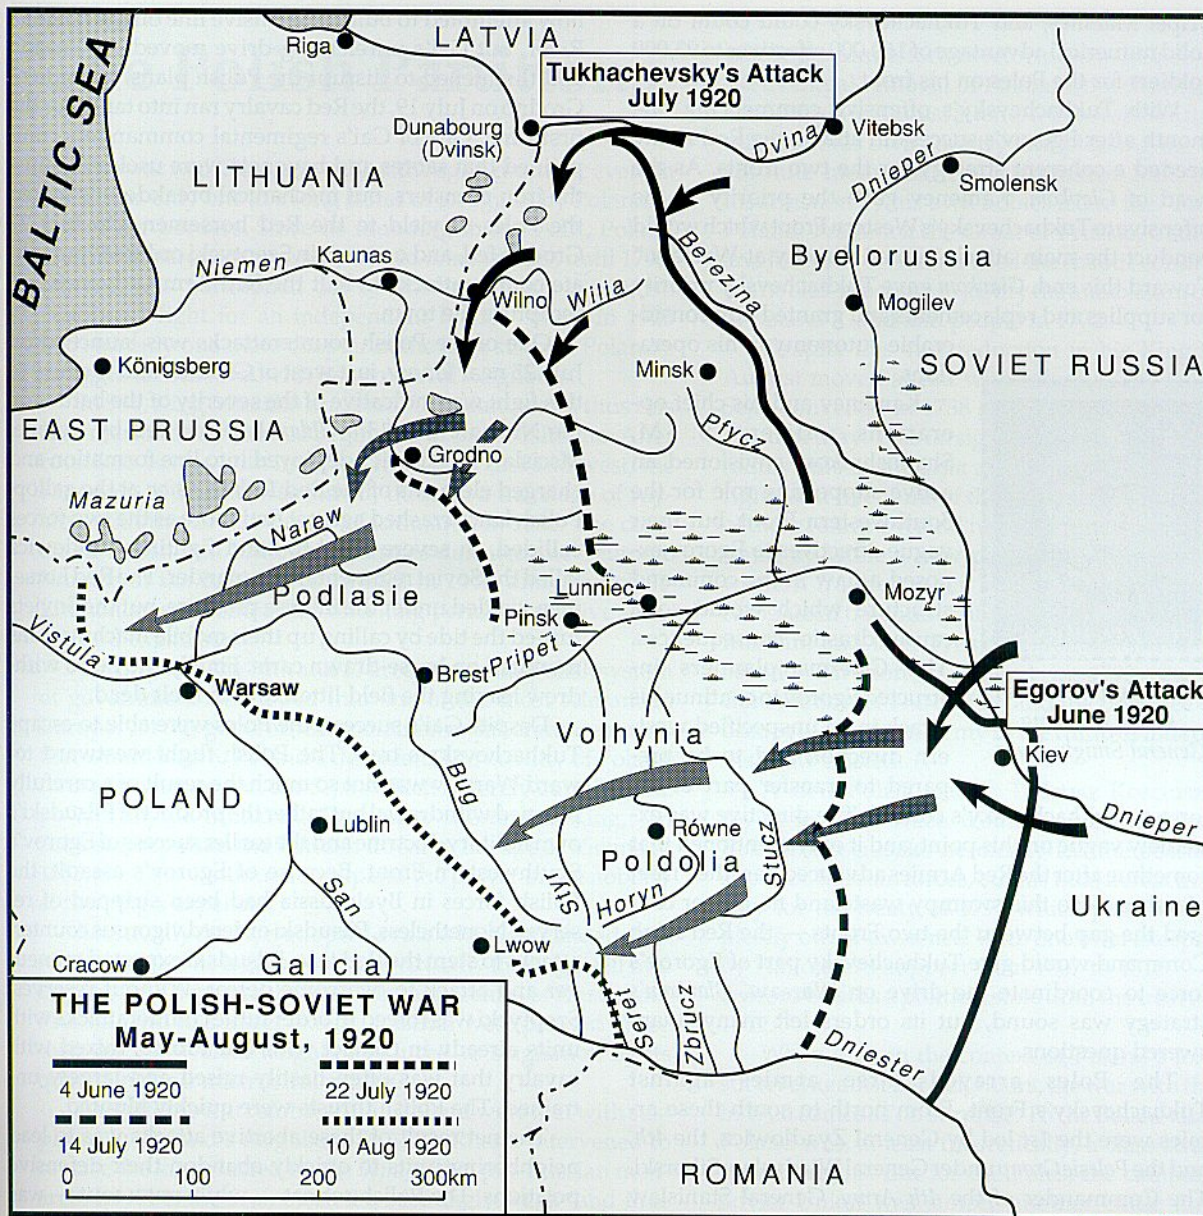 Riga
LATVIA
BALTIC SEA
Tukhachevsky's Attack
July 1920
Dunabourg
(Dvinsk)
Dvina
Vitebsk
LITHUANIA
Dnieper
Smolensk
Niemen
Kaunas
Wilno
Wilia
Berezina
Byelorussia
Mogilev
Königsberg
Minsk
SOVIET RUSSIA
EAST PRUSSIA
Grodno
Ptycz
Mazuria
Narew
Podlasie
Lunniec
Mozyr
Pinsk
Vistula
Pripet
Warsaw
Brest
Egorov's Attack
June 1920
Volhynia
Kiev
Bug
POLAND
Lublin
Równe
Dnieper
Słucz
Poldolia
Styr
Horyn
San
Ukraine
Lwow
Cracow
Galicia
Seret
Zbrucz
Dniester
THE POLISH-SOVIET WAR
May-August, 1920
4 June 1920
22 July 1920
14 July 1920
10 Aug 1920
0 100 200 300km
ROMANIA